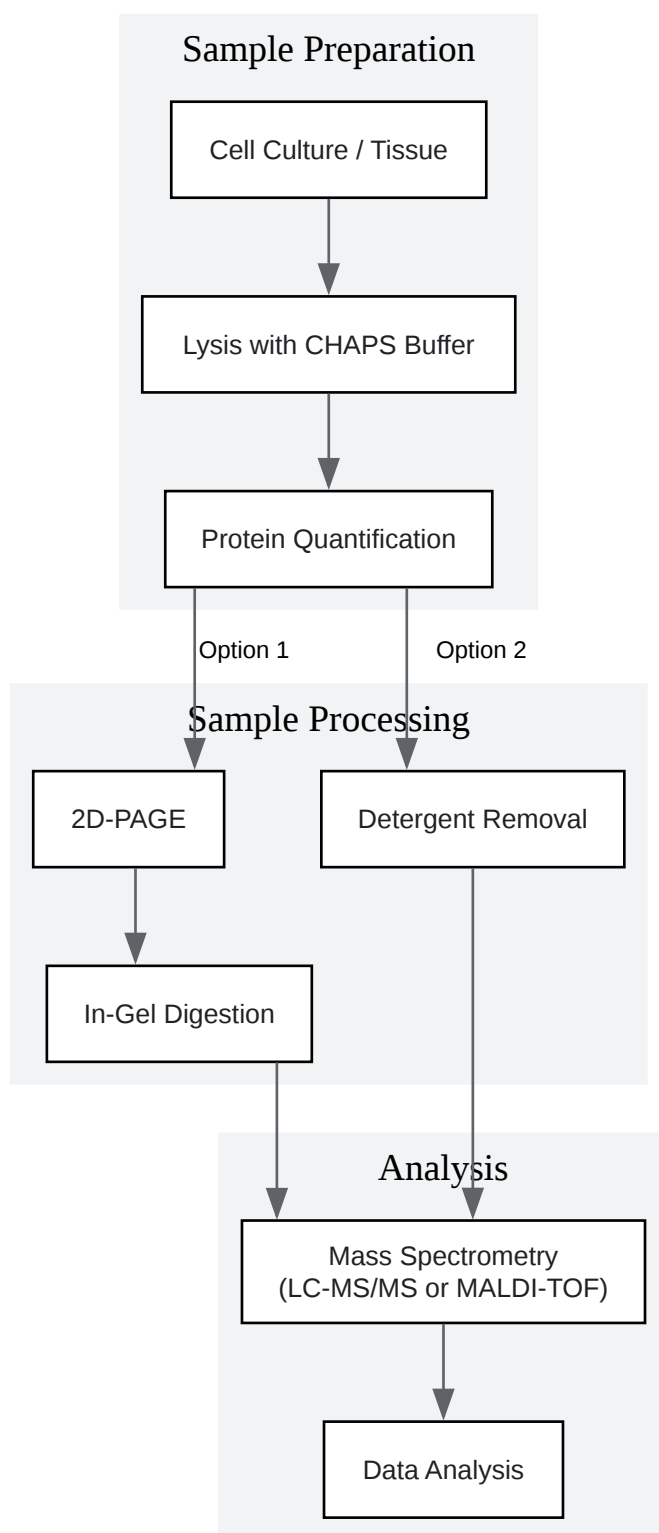 Sample Preparation
Cell Culture / Tissue
Lysis with CHAPS Buffer
Protein Quantification
Option 1
Option 2
Sample Processing
2D-PAGE
Detergent Removal
In-Gel Digestion
Analysis
Mass Spectrometry
(LC-MS/MS or MALDI-TOF)
Data Analysis